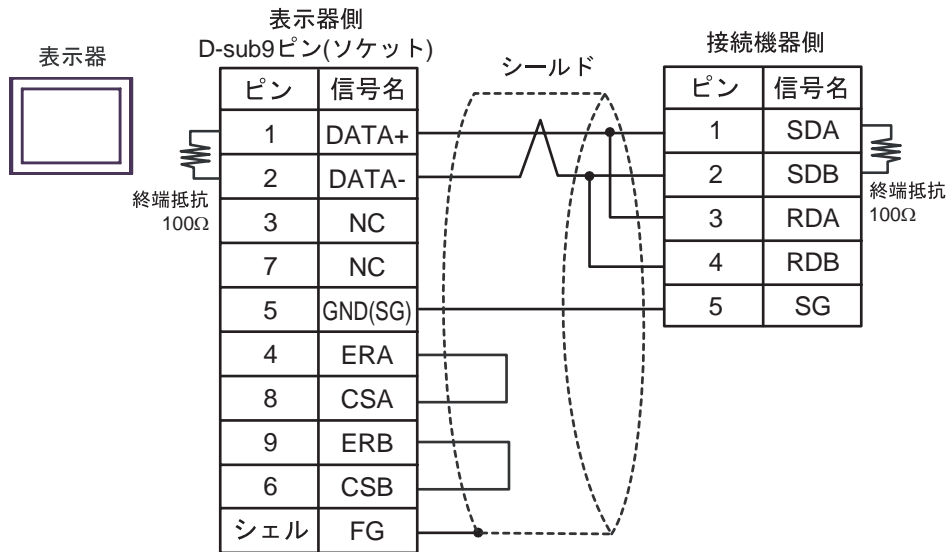 表示器
表示器側
D-sub9ピン(ソケット)
ピン 信号名
1 DATA+
2 DATA-
3 NC
7 NC
5 GND(SG)
4 ERA
8 CSA
9 ERB
6 CSB
シェル FG
終端抵抗
100Ω
シールド
接続機器側
ピン 信号名
1 SDA
2 SDB
3 RDA
4 RDB
5 SG
終端抵抗
100Ω